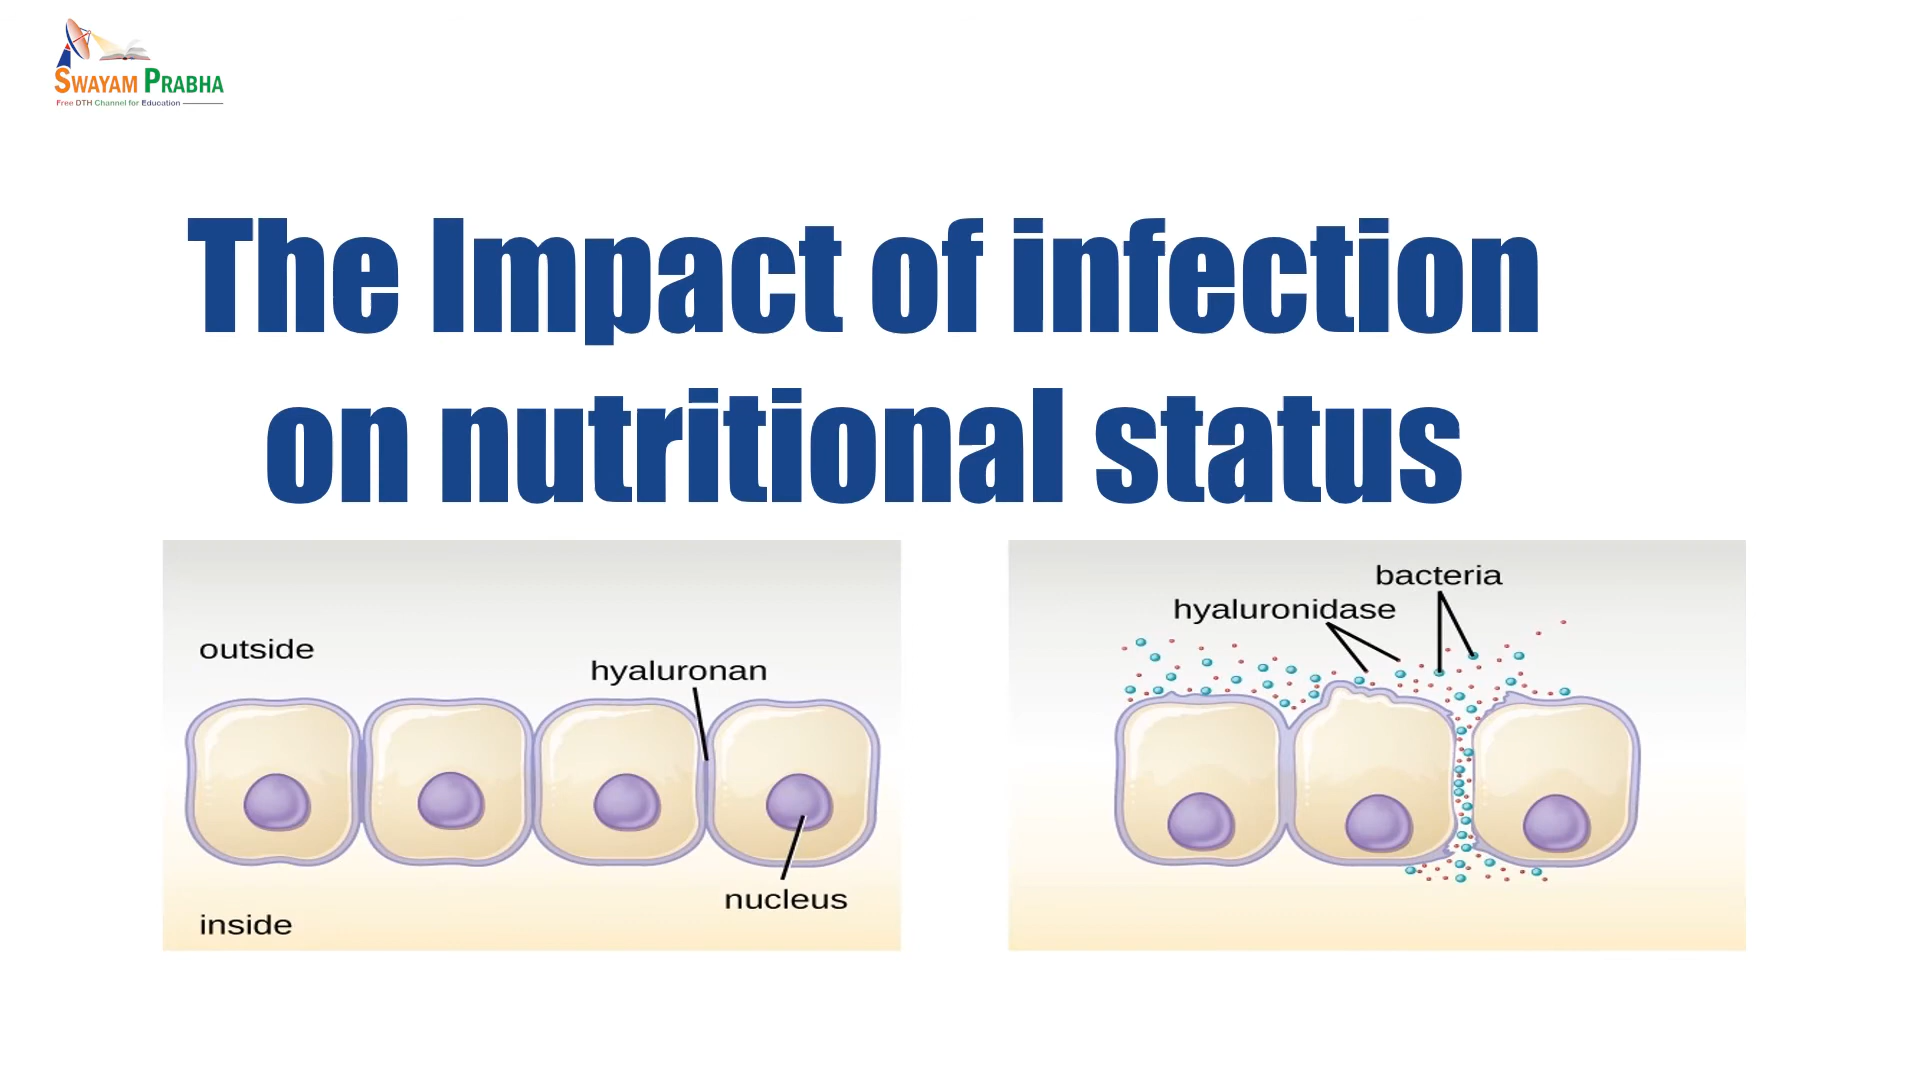 SWAYAM PRABHA
Free DTH Channel for Education
The Impact of infection
on nutritional status
outside
hyaluronan
nucleus
inside
bacteria
hyaluronidase